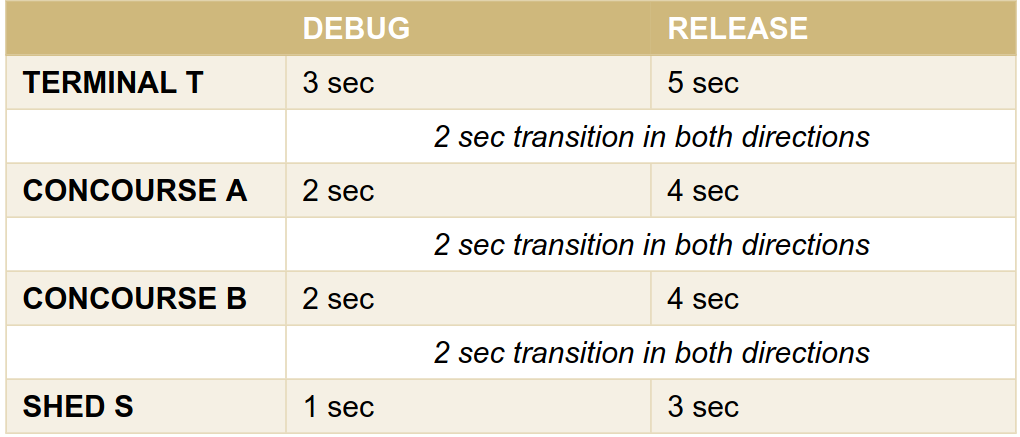 DEBUG RELEASE
TERMINAL T 3 sec 5 sec
2 sec transition in both directions
CONCOURSE A 2 sec 4 sec
2 sec transition in both directions
CONCOURSE B 2 sec 4 sec
2 sec transition in both directions
SHED S 1 sec 3 sec